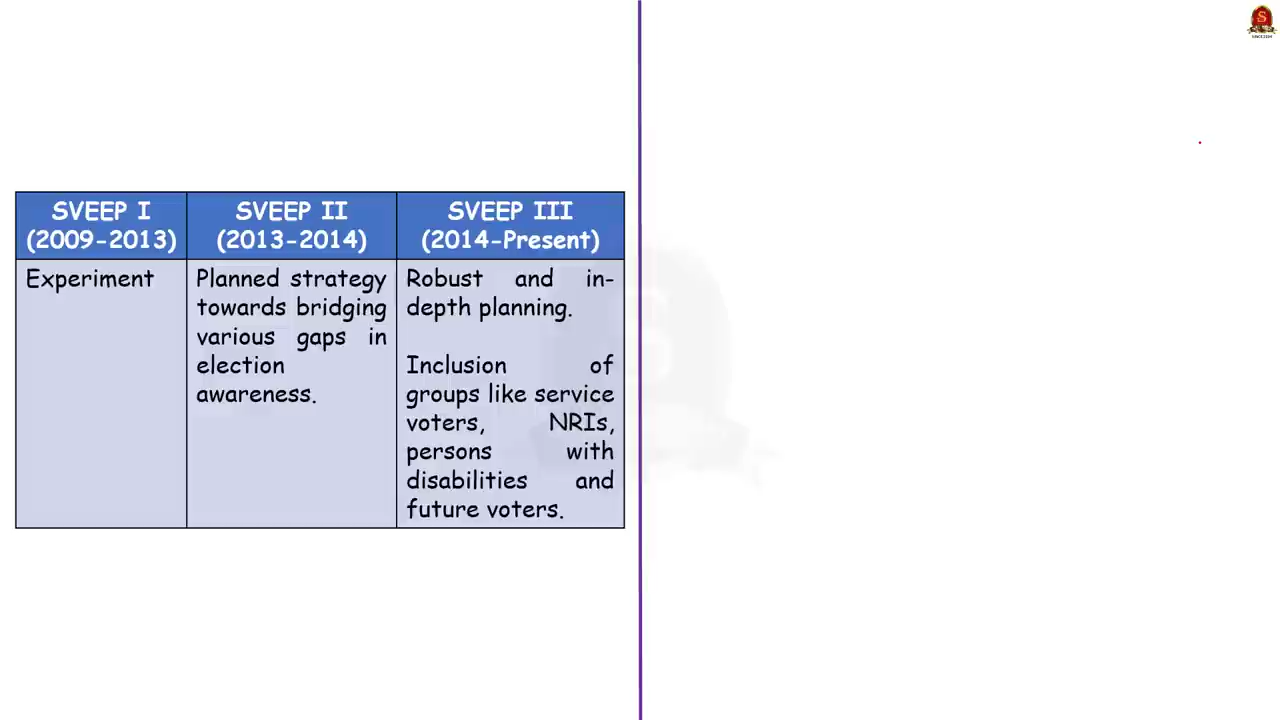 SVEEP I
(2009-2013)
SVEEP II
(2013-2014)
SVEEP III
(2014-Present)
Experiment
Planned strategy
towards bridging
various gaps in
election
awareness.
Robust and in-
depth planning.
Inclusion of
groups like service
voters, NRIs,
persons with
disabilities and
future voters.
S